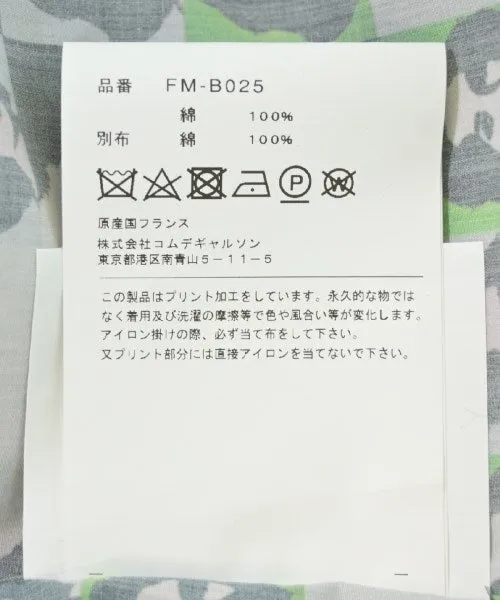 品番 FM-B025
綿 100%
別布 綿 100%
P W
原産国フランス
株式会社コムデギャルソン
東京都港区南青山5-11-5
この製品はプリント加工をしています。永久的な物では
なく着用及び洗濯の摩擦等で色や風合い等が変化します。
アイロン掛けの際、必ず当て布をして下さい。
又プリント部分には直接アイロンを当てないで下さい。